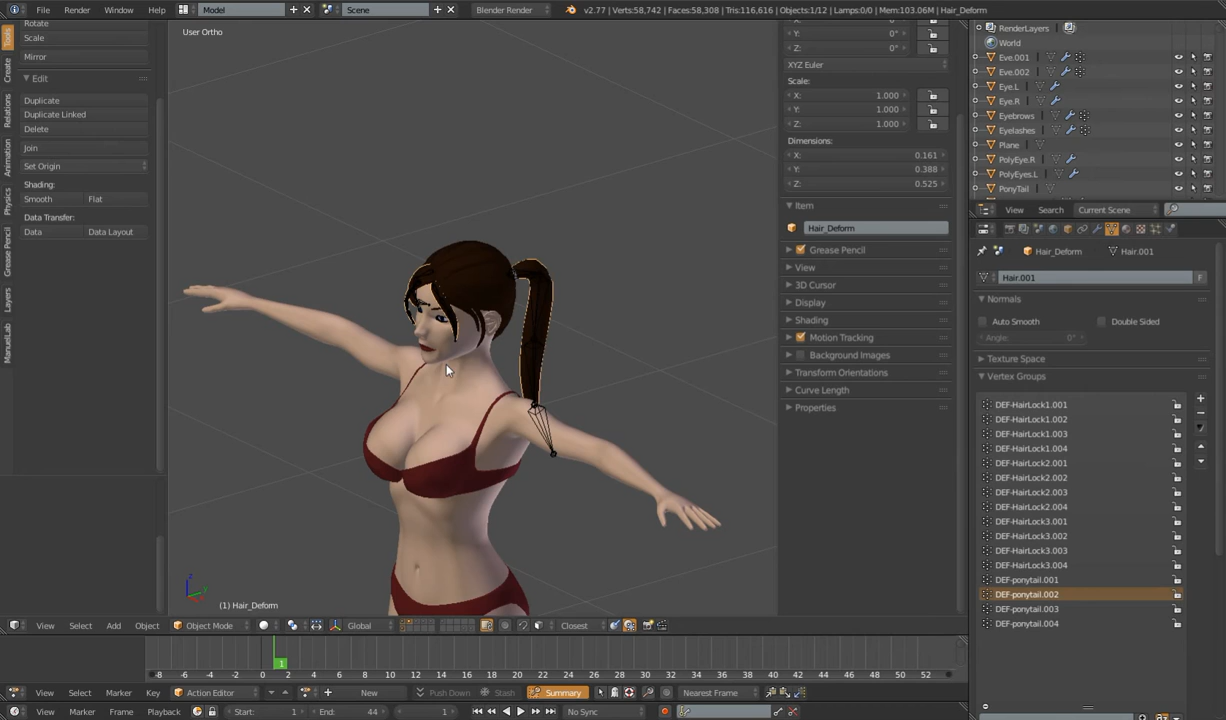 File Render Window Help Model Scene Blender Render v2.77 | Verts:58,742 | Faces:58,308 | Tris:116,616 | Objects:1/12 | Lamps:0/0 | Mem:103.06M | Hair_Deform
Tools
Create
Relations
Animation
Physics
Grease Pencil
Layers
ManuelLab
Rotate
Scale
Mirror
Edit
Duplicate
Duplicate Linked
Delete
Join
Set Origin
Shading:
Smooth Flat
Data Transfer:
Data Data Layout
User Ortho
(1) Hair_Deform
Y: 0°
Z: 0°
XYZ Euler
Scale:
X: 1.000
Y: 1.000
Z: 1.000
Dimensions:
X: 0.161
Y: 0.388
Z: 0.525
Item
Hair_Deform
Grease Pencil
View
3D Cursor
Display
Shading
Motion Tracking
Background Images
Transform Orientations
Curve Length
Properties
RenderLayers
World
Eve.001
Eve.002
Eye.L
Eye.R
Eyebrows
Eyelashes
Plane
PolyEye.R
PolyEyes.L
PonyTail
View Search Current Scene
Hair_Deform Hair.001
Hair.001 F
Normals
Auto Smooth Double Sided
Angle: 0°
Texture Space
Vertex Groups
DEF-HairLock1.001
DEF-HairLock1.002
DEF-HairLock1.003
DEF-HairLock1.004
DEF-HairLock2.001
DEF-HairLock2.002
DEF-HairLock2.003
DEF-HairLock2.004
DEF-HairLock3.001
DEF-HairLock3.002
DEF-HairLock3.003
DEF-HairLock3.004
DEF-ponytail.001
DEF-ponytail.002
DEF-ponytail.003
DEF-ponytail.004
View Select Add Object Object Mode Global Closest
-8 -6 -4 -2 0 2 4 6 8 10 12 14 16 18 20 22 24 26 28 30 32 34 36 38 40 42 44 46 48 50 52
1
View Select Marker Key Action Editor New Push Down Stash Summary Nearest Frame
View Marker Frame Playback Start: 1 End: 44 1 No Sync